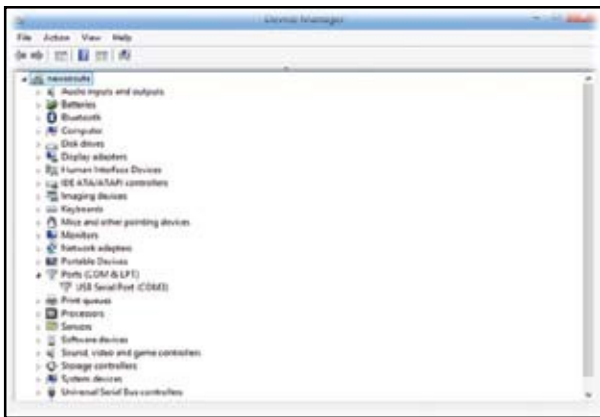 Device Manager
File Action View Help
Audio inputs and outputs
Batteries
Bluetooth
Computer
Disk drives
Display adapters
Human Interface Devices
IDE ATA/ATAPI controllers
Imaging devices
Keyboards
Mice and other pointing devices
Monitors
Network adapters
Portable Devices
Ports (COM & LPT)
USB Serial Port (COM3)
Print queues
Processors
Sensors
Software devices
Sound, video and game controllers
Storage controllers
System devices
Universal Serial Bus controllers